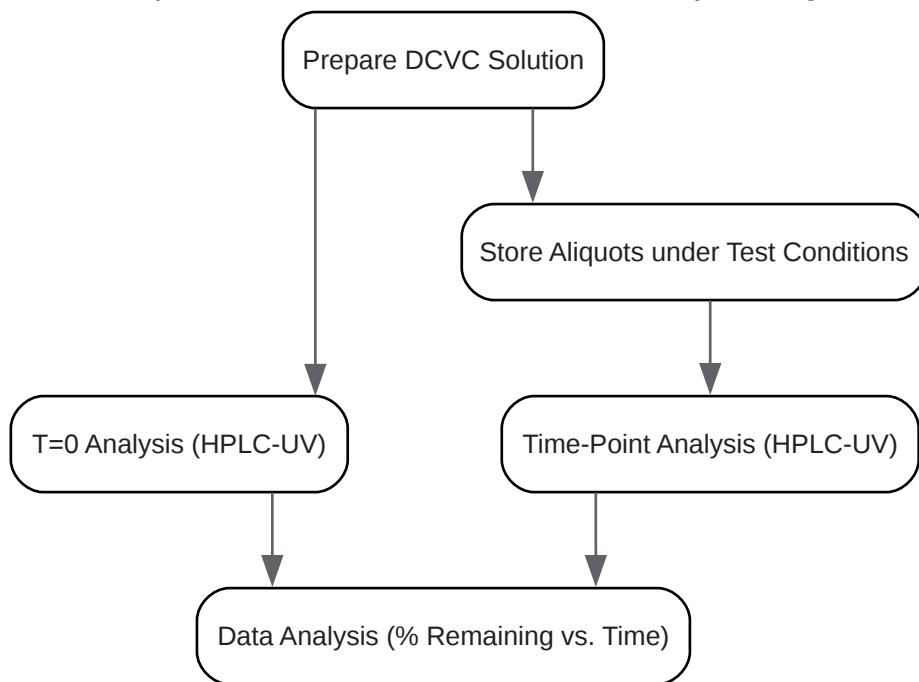 Prepare DCVC Solution
Store Aliquots under Test Conditions
T=0 Analysis (HPLC-UV)
Time-Point Analysis (HPLC-UV)
Data Analysis (% Remaining vs. Time)